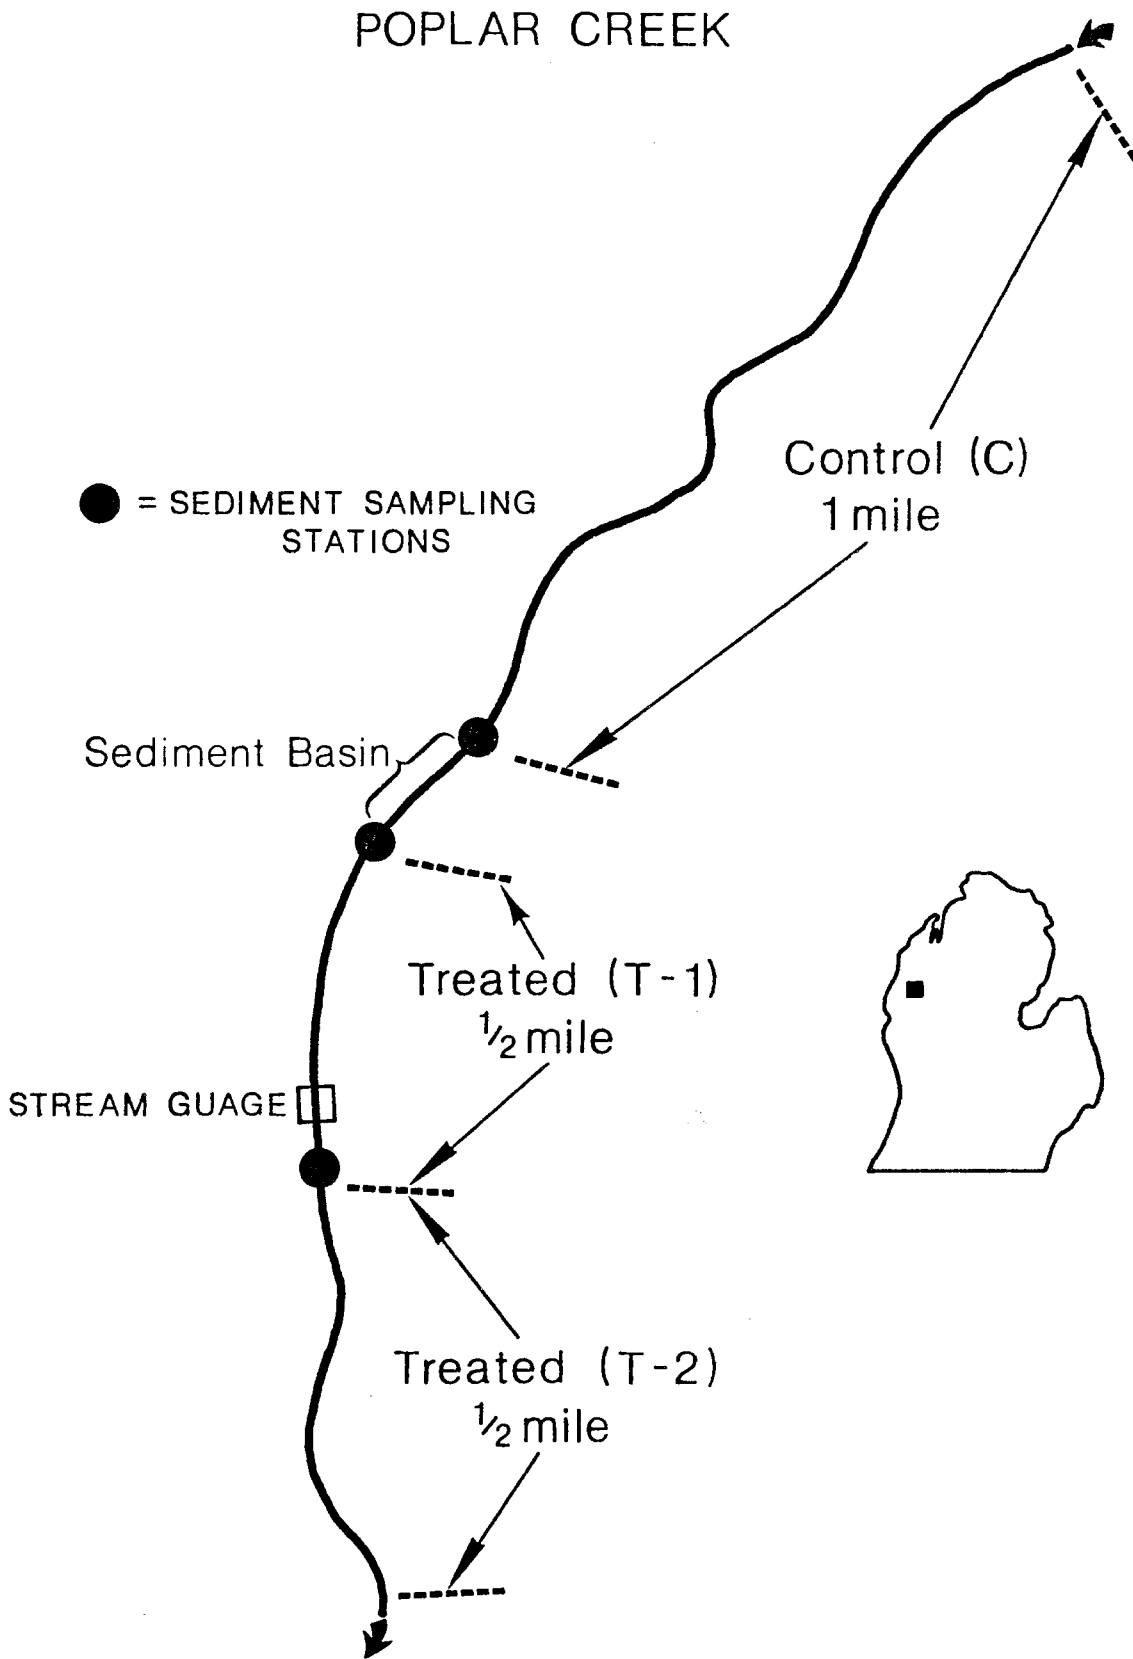 POPLAR CREEK
Control (C)
1 mile
= SEDIMENT SAMPLING
STATIONS
Sediment Basin
Treated (T-1)
1/2 mile
STREAM GUAGE
Treated (T-2)
1/2 mile